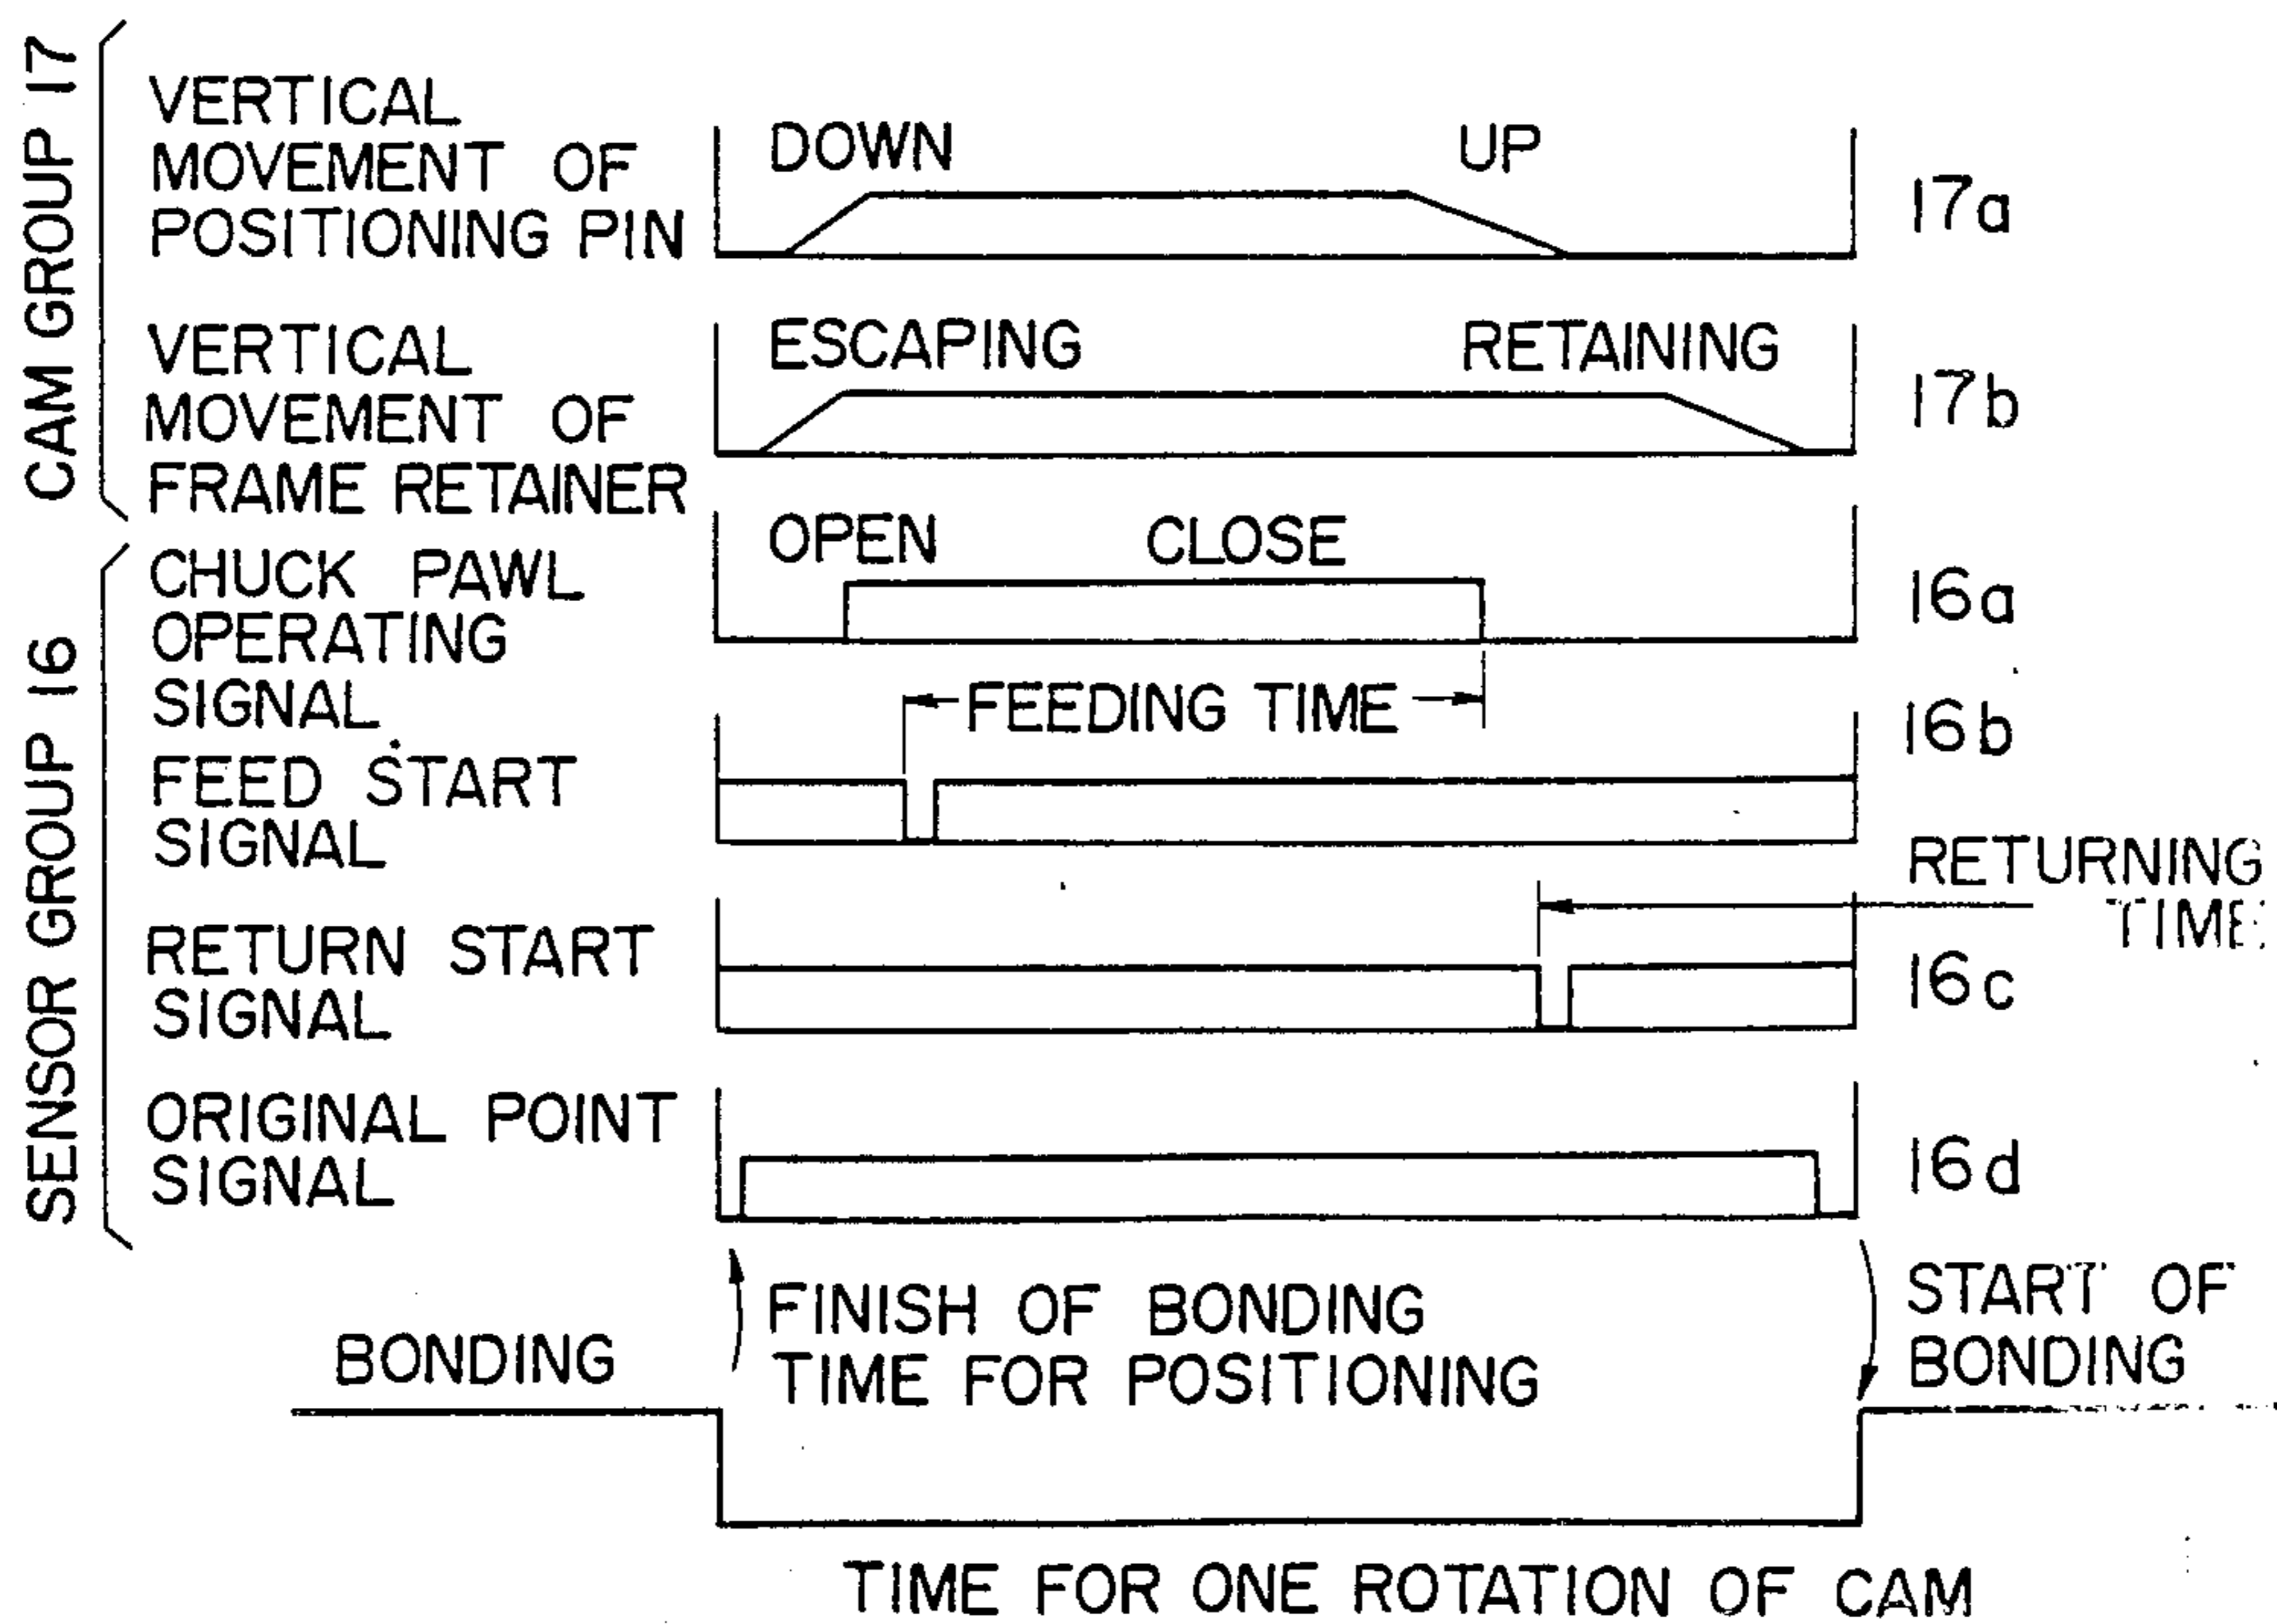 CAM GROUP 17
VERTICAL
MOVEMENT OF
POSITIONING PIN
DOWN
UP
17a
VERTICAL
MOVEMENT OF
FRAME RETAINER
ESCAPING
RETAINING
17b
SENSOR GROUP 16
CHUCK PAWL
OPERATING
SIGNAL
OPEN
CLOSE
16a
FEEDING TIME
FEED START
SIGNAL
16b
RETURNING
TIME
RETURN START
SIGNAL
16c
ORIGINAL POINT
SIGNAL
16d
BONDING
FINISH OF BONDING
TIME FOR POSITIONING
START OF
BONDING
TIME FOR ONE ROTATION OF CAM